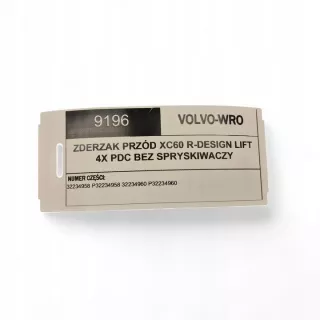 9196 VOLVO-WRO
ZDERZAK PRZÓD XC60 R-DESIGN LIFT
4X PDC BEZ SPRYSKIWACZY
NUMER CZĘŚCI:
32234958 P32234958 32234960 P32234960